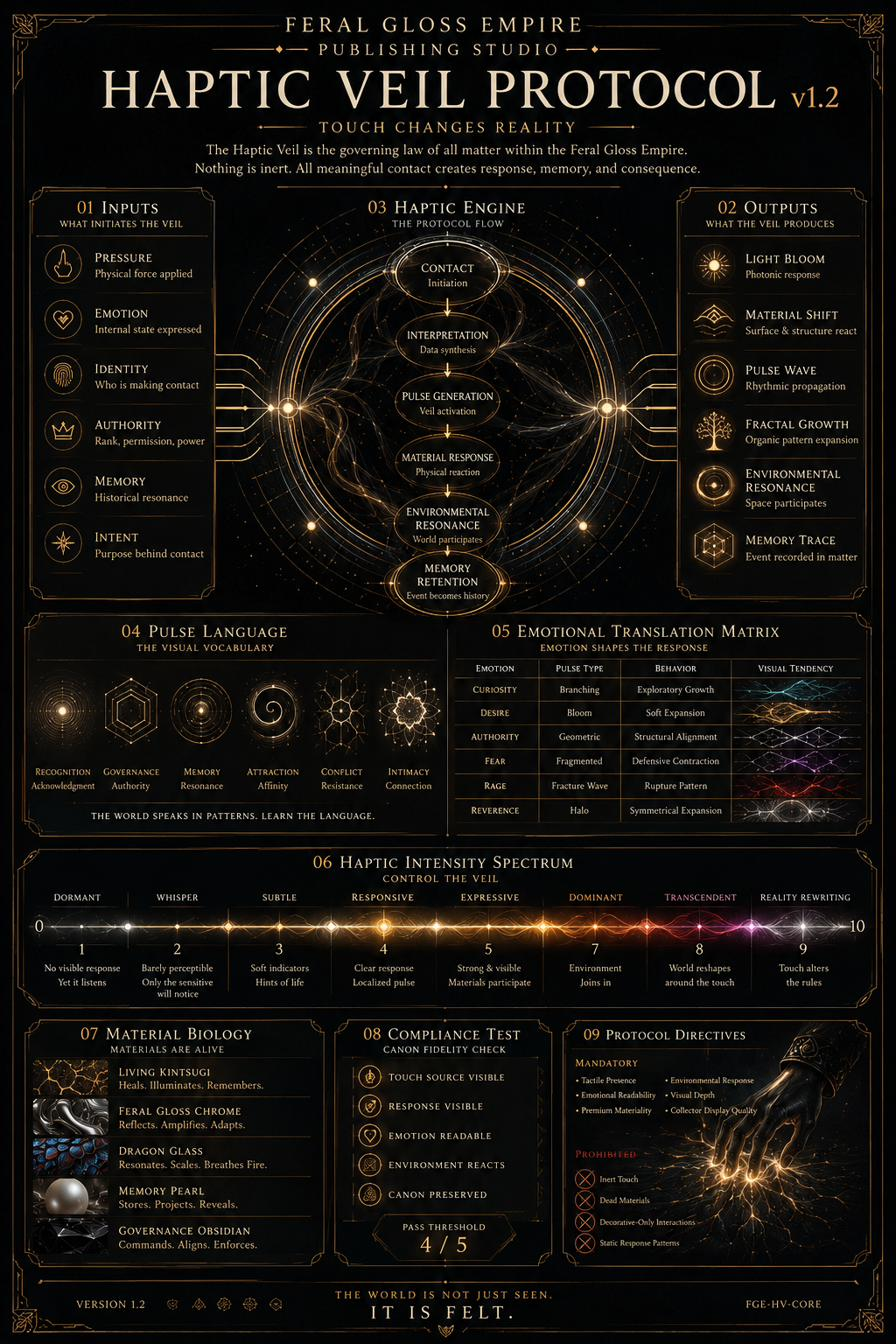 FERAL GLOSS EMPIRE
PUBLISHING STUDIO
HAPTIC VEIL PROTOCOL v1.2
TOUCH CHANGES REALITY
The Haptic Veil is the governing law of all matter within the Feral Gloss Empire.
Nothing is inert. All meaningful contact creates response, memory, and consequence.
01 INPUTS
WHAT INITIATES THE VEIL
PRESSURE
Physical force applied
EMOTION
Internal state expressed
IDENTITY
Who is making contact
AUTHORITY
Rank, permission, power
MEMORY
Historical resonance
INTENT
Purpose behind contact
03 HAPTIC ENGINE
THE PROTOCOL FLOW
CONTACT
Initiation
INTERPRETATION
Data synthesis
PULSE GENERATION
Veil activation
MATERIAL RESPONSE
Physical reaction
ENVIRONMENTAL
RESONANCE
World participates
MEMORY
RETENTION
Event becomes history
02 OUTPUTS
WHAT THE VEIL PRODUCES
LIGHT BLOOM
Photonic response
MATERIAL SHIFT
Surface & structure react
PULSE WAVE
Rhythmic propagation
FRACTAL GROWTH
Organic pattern expansion
ENVIRONMENTAL
RESONANCE
Space participates
MEMORY TRACE
Event recorded in matter
04 PULSE LANGUAGE
THE VISUAL VOCABULARY
RECOGNITION GOVERNANCE MEMORY ATTRACTION CONFLICT INTIMACY
Acknowledgment Authority Resonance Affinity Resistance Connection
THE WORLD SPEAKS IN PATTERNS. LEARN THE LANGUAGE.
05 EMOTIONAL TRANSLATION MATRIX
EMOTION SHAPES THE RESPONSE
EMOTION PULSE TYPE BEHAVIOR VISUAL TENDENCY
CURIOSITY Branching Exploratory Growth
DESIRE Bloom Soft Expansion
AUTHORITY Geometric Structural Alignment
FEAR Fragmented Defensive Contraction
RAGE Fracture Wave Rupture Pattern
REVERENCE Halo Symmetrical Expansion
06 HAPTIC INTENSITY SPECTRUM
CONTROL THE VEIL
DORMANT WHISPER SUBTLE RESPONSIVE EXPRESSIVE DOMINANT TRANSCENDENT REALITY REWRITING
0 10
1 2 3 4 5 7 8 9
No visible response Barely perceptible Soft indicators Clear response Strong & visible Environment World reshapes Touch alters
Yet it listens Only the sensitive Hints of life Localized pulse Materials participate Joins in around the touch the rules
will notice
07 MATERIAL BIOLOGY
MATERIALS ARE ALIVE
LIVING KINTSUGI
Heals. Illuminates. Remembers.
FERAL GLOSS CHROME
Reflects. Amplifies. Adapts.
DRAGON GLASS
Resonates. Scales. Breathes Fire.
MEMORY PEARL
Stores. Projects. Reveals.
GOVERNANCE OBSIDIAN
Commands. Aligns. Enforces.
08 COMPLIANCE TEST
CANON FIDELITY CHECK
TOUCH SOURCE VISIBLE
RESPONSE VISIBLE
EMOTION READABLE
ENVIRONMENT REACTS
CANON PRESERVED
PASS THRESHOLD
4 / 5
09 PROTOCOL DIRECTIVES
MANDATORY
• Tactile Presence • Environmental Response
• Emotional Readability • Visual Depth
• Premium Materiality • Collector Display Quality
PROHIBITED
Inert Touch
Dead Materials
Decorative-Only Interactions
Static Response Patterns
VERSION 1.2
THE WORLD IS NOT JUST SEEN.
IT IS FELT.
FGE-HV-CORE